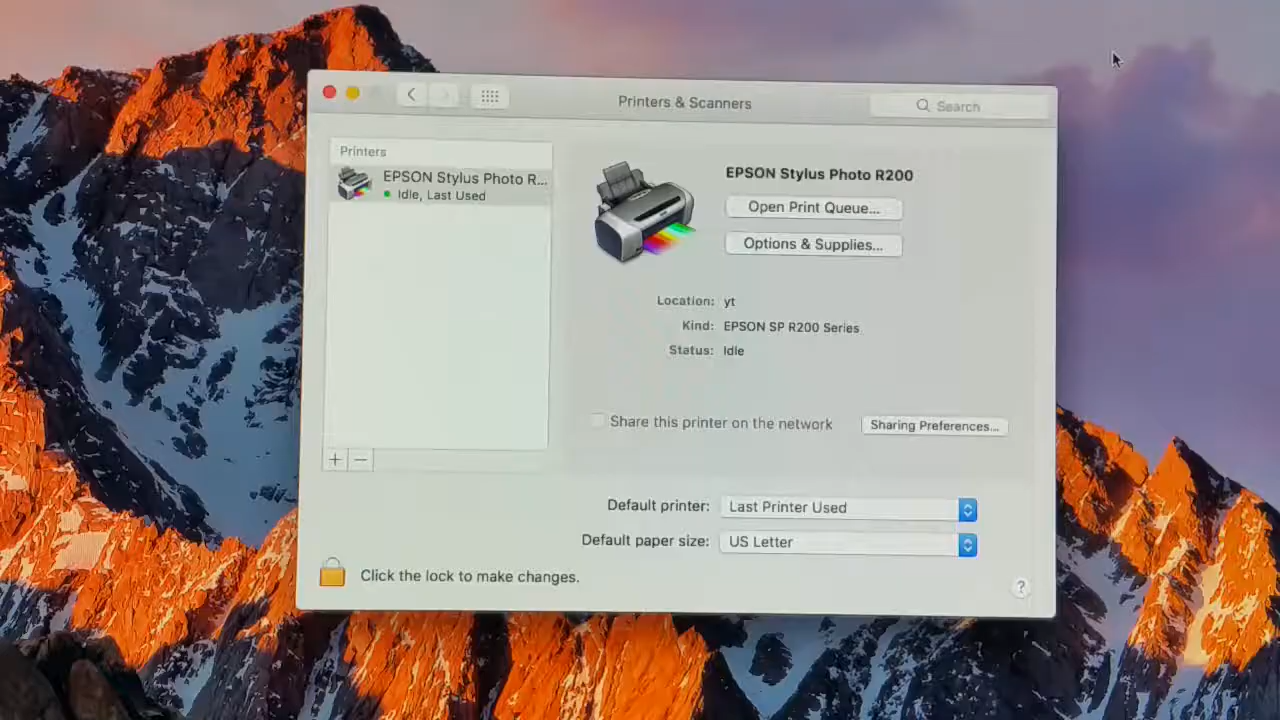 Printers & Scanners
Search
Printers
EPSON Stylus Photo R...
Idle, Last Used
EPSON Stylus Photo R200
Open Print Queue...
Options & Supplies...
Location: yt
Kind: EPSON SP R200 Series
Status: Idle
Share this printer on the network
Sharing Preferences...
Default printer: Last Printer Used
Default paper size: US Letter
Click the lock to make changes.
?